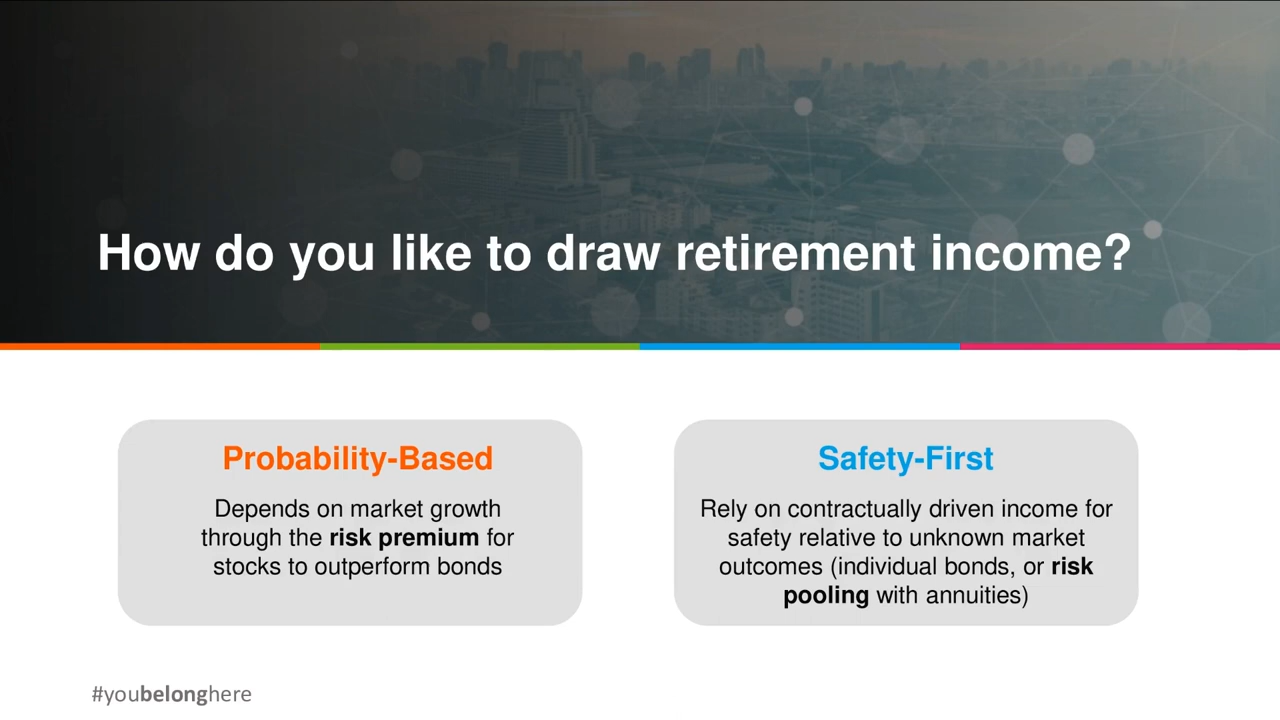 How do you like to draw retirement income?
Probability-Based
Depends on market growth
through the risk premium for
stocks to outperform bonds
Safety-First
Rely on contractually driven income for
safety relative to unknown market
outcomes (individual bonds, or risk
pooling with annuities)
#youbelonghere